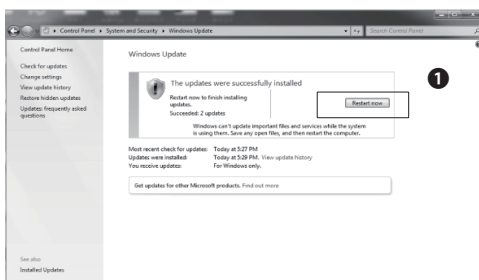 Control Panel ▸ System and Security ▸ Windows Update
Search Control Panel
Control Panel Home
Check for updates
Change settings
View update history
Restore hidden updates
Updates: frequently asked
questions
See also
Installed Updates
Windows Update
The updates were successfully installed
Restart now to finish installing
updates.
Succeeded: 2 updates
Restart now
Windows can't update important files and services while the system
is using them. Save any open files, and then restart the computer.
Most recent check for updates: Today at 5:27 PM
Updates were installed: Today at 5:29 PM. View update history
You receive updates: For Windows only.
Get updates for other Microsoft products. Find out more
1